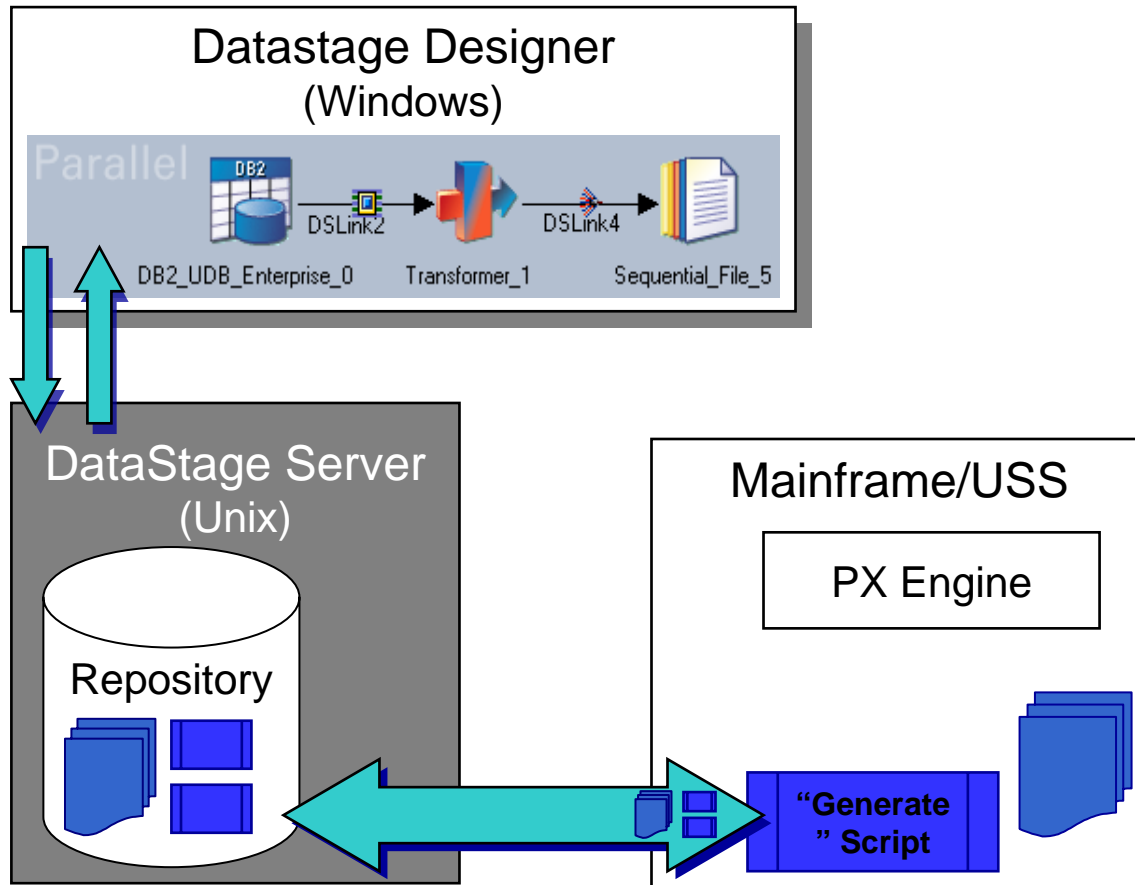 Datastage Designer
(Windows)
Parallel
DB2
DSLink2
DSLink4
DB2_UDB_Enterprise_0
Transformer_1
Sequential_File_5
DataStage Server
(Unix)
Repository
Mainframe/USS
PX Engine
“Generate
” Script